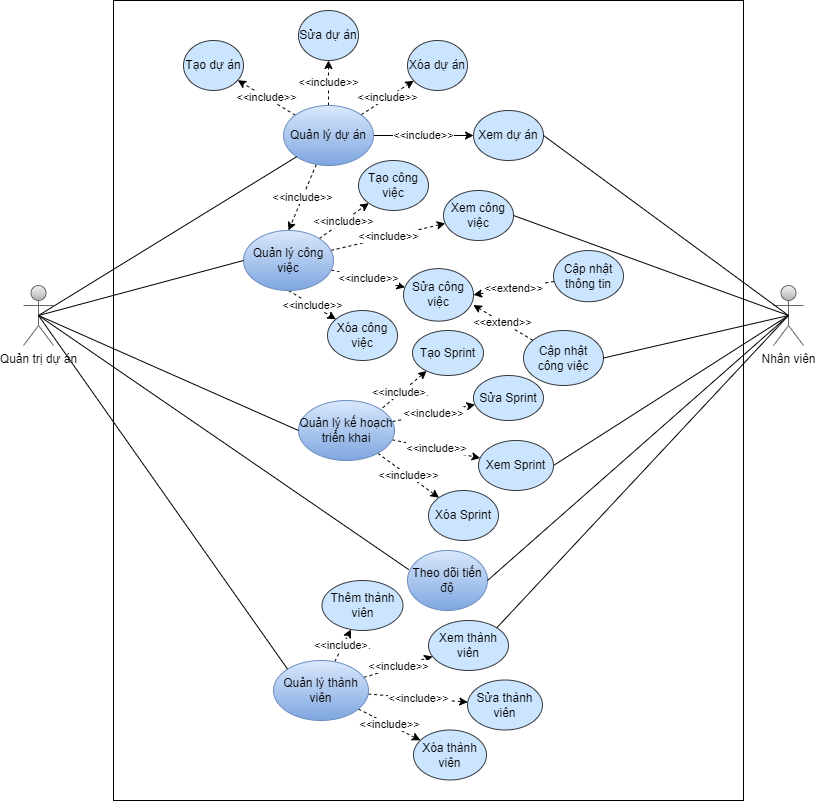 Sửa dự án
Tạo dự án
Xóa dự án
<<include>>
<<include>>
<<include>>
Quản lý dự án
<<include>>
Xem dự án
<<include>>
Tạo công
việc
Xem công
việc
<<include>>
<<include>>
Quản lý công
việc
<<include>>
Sửa công
việc
<<extend>>
Cập nhật
thông tin
<<include>>
Xóa công
việc
<<extend>>
Cập nhật
công việc
Quản trị dự án
Nhân viên
Tạo Sprint
<<include>.
Sửa Sprint
<<include>>
Quản lý kế hoạch
triển khai
<<include>>
Xem Sprint
<<include>>
Xóa Sprint
Theo dõi tiến
độ
Thêm thành
viên
<<include>.
Xem thành
viên
<<include>>
Quản lý thành
viên
<<include>>
Sửa thành
viên
<<include>>
Xóa thành
viên